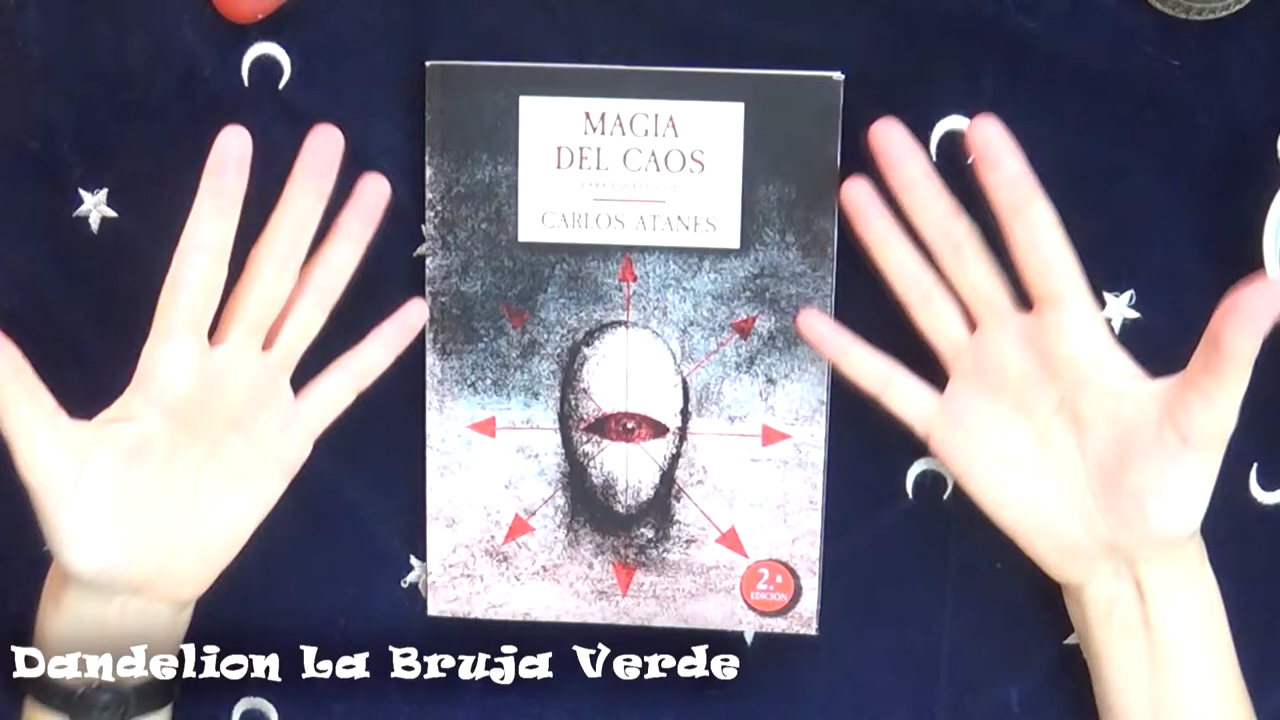 MAGIA
DEL CAOS
CARLOS ATANES
2.ª
EDICIÓN
Dandelion La Bruja Verde